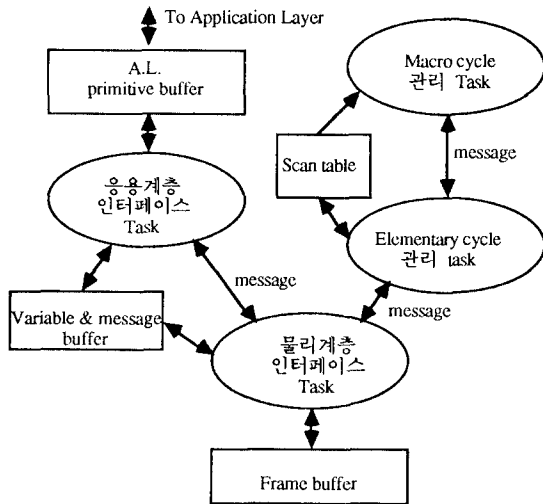 To Application Layer
A.L.
primitive buffer
Macro cycle
관리 Task
Scan table
message
응용계층
인터페이스
Task
Elementary cycle
관리 task
message
message
Variable & message
buffer
물리계층
인터페이스
Task
Frame buffer